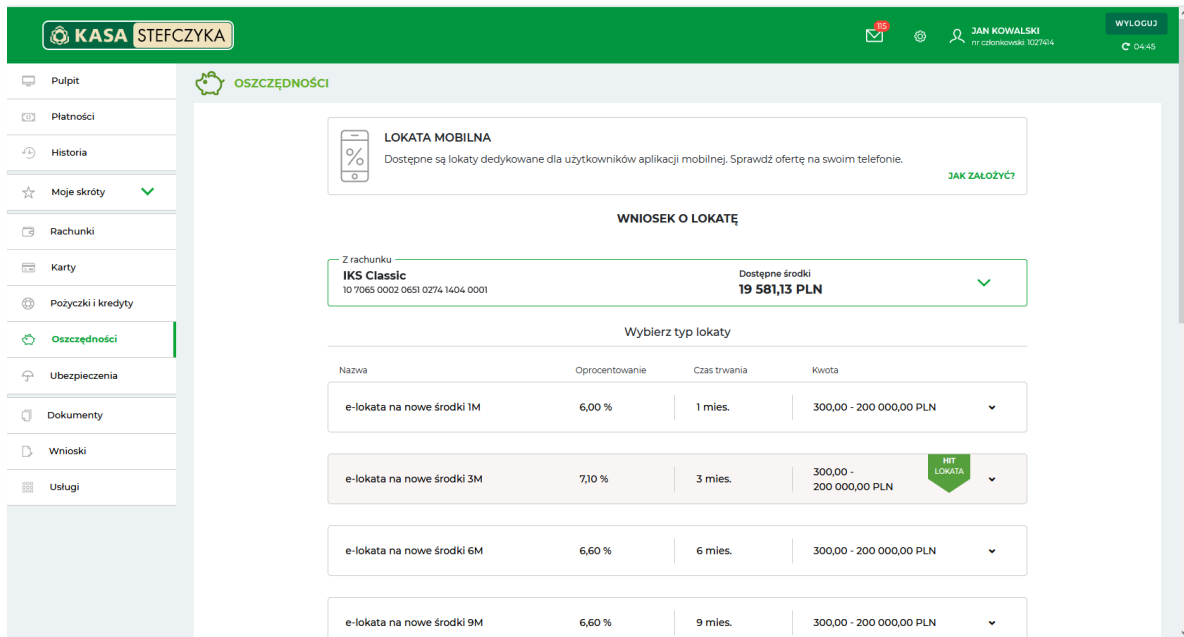 KASA STEFCZYKA
115
JAN KOWALSKI
nr członkowski: 1027414
WYLOGUJ
04:45
Pulpit
Płatności
Historia
Moje skróty
Rachunki
Karty
Pożyczki i kredyty
Oszczędności
Ubezpieczenia
Dokumenty
Wnioski
Usługi
OSZCZĘDNOŚCI
LOKATA MOBILNA
Dostępne są lokaty dedykowane dla użytkowników aplikacji mobilnej. Sprawdź ofertę na swoim telefonie.
JAK ZAŁOŻYĆ?
WNIOSEK O LOKATĘ
Z rachunku
IKS Classic
10 7065 0002 0651 0274 1404 0001
Dostępne środki
19 581,13 PLN
Wybierz typ lokaty
Nazwa Oprocentowanie Czas trwania Kwota
e-lokata na nowe środki 1M 6,00 % 1 mies. 300,00 - 200 000,00 PLN
e-lokata na nowe środki 3M 7,10 % 3 mies. 300,00 -
200 000,00 PLN
HIT
LOKATA
e-lokata na nowe środki 6M 6,60 % 6 mies. 300,00 - 200 000,00 PLN
e-lokata na nowe środki 9M 6,60 % 9 mies. 300,00 - 200 000,00 PLN